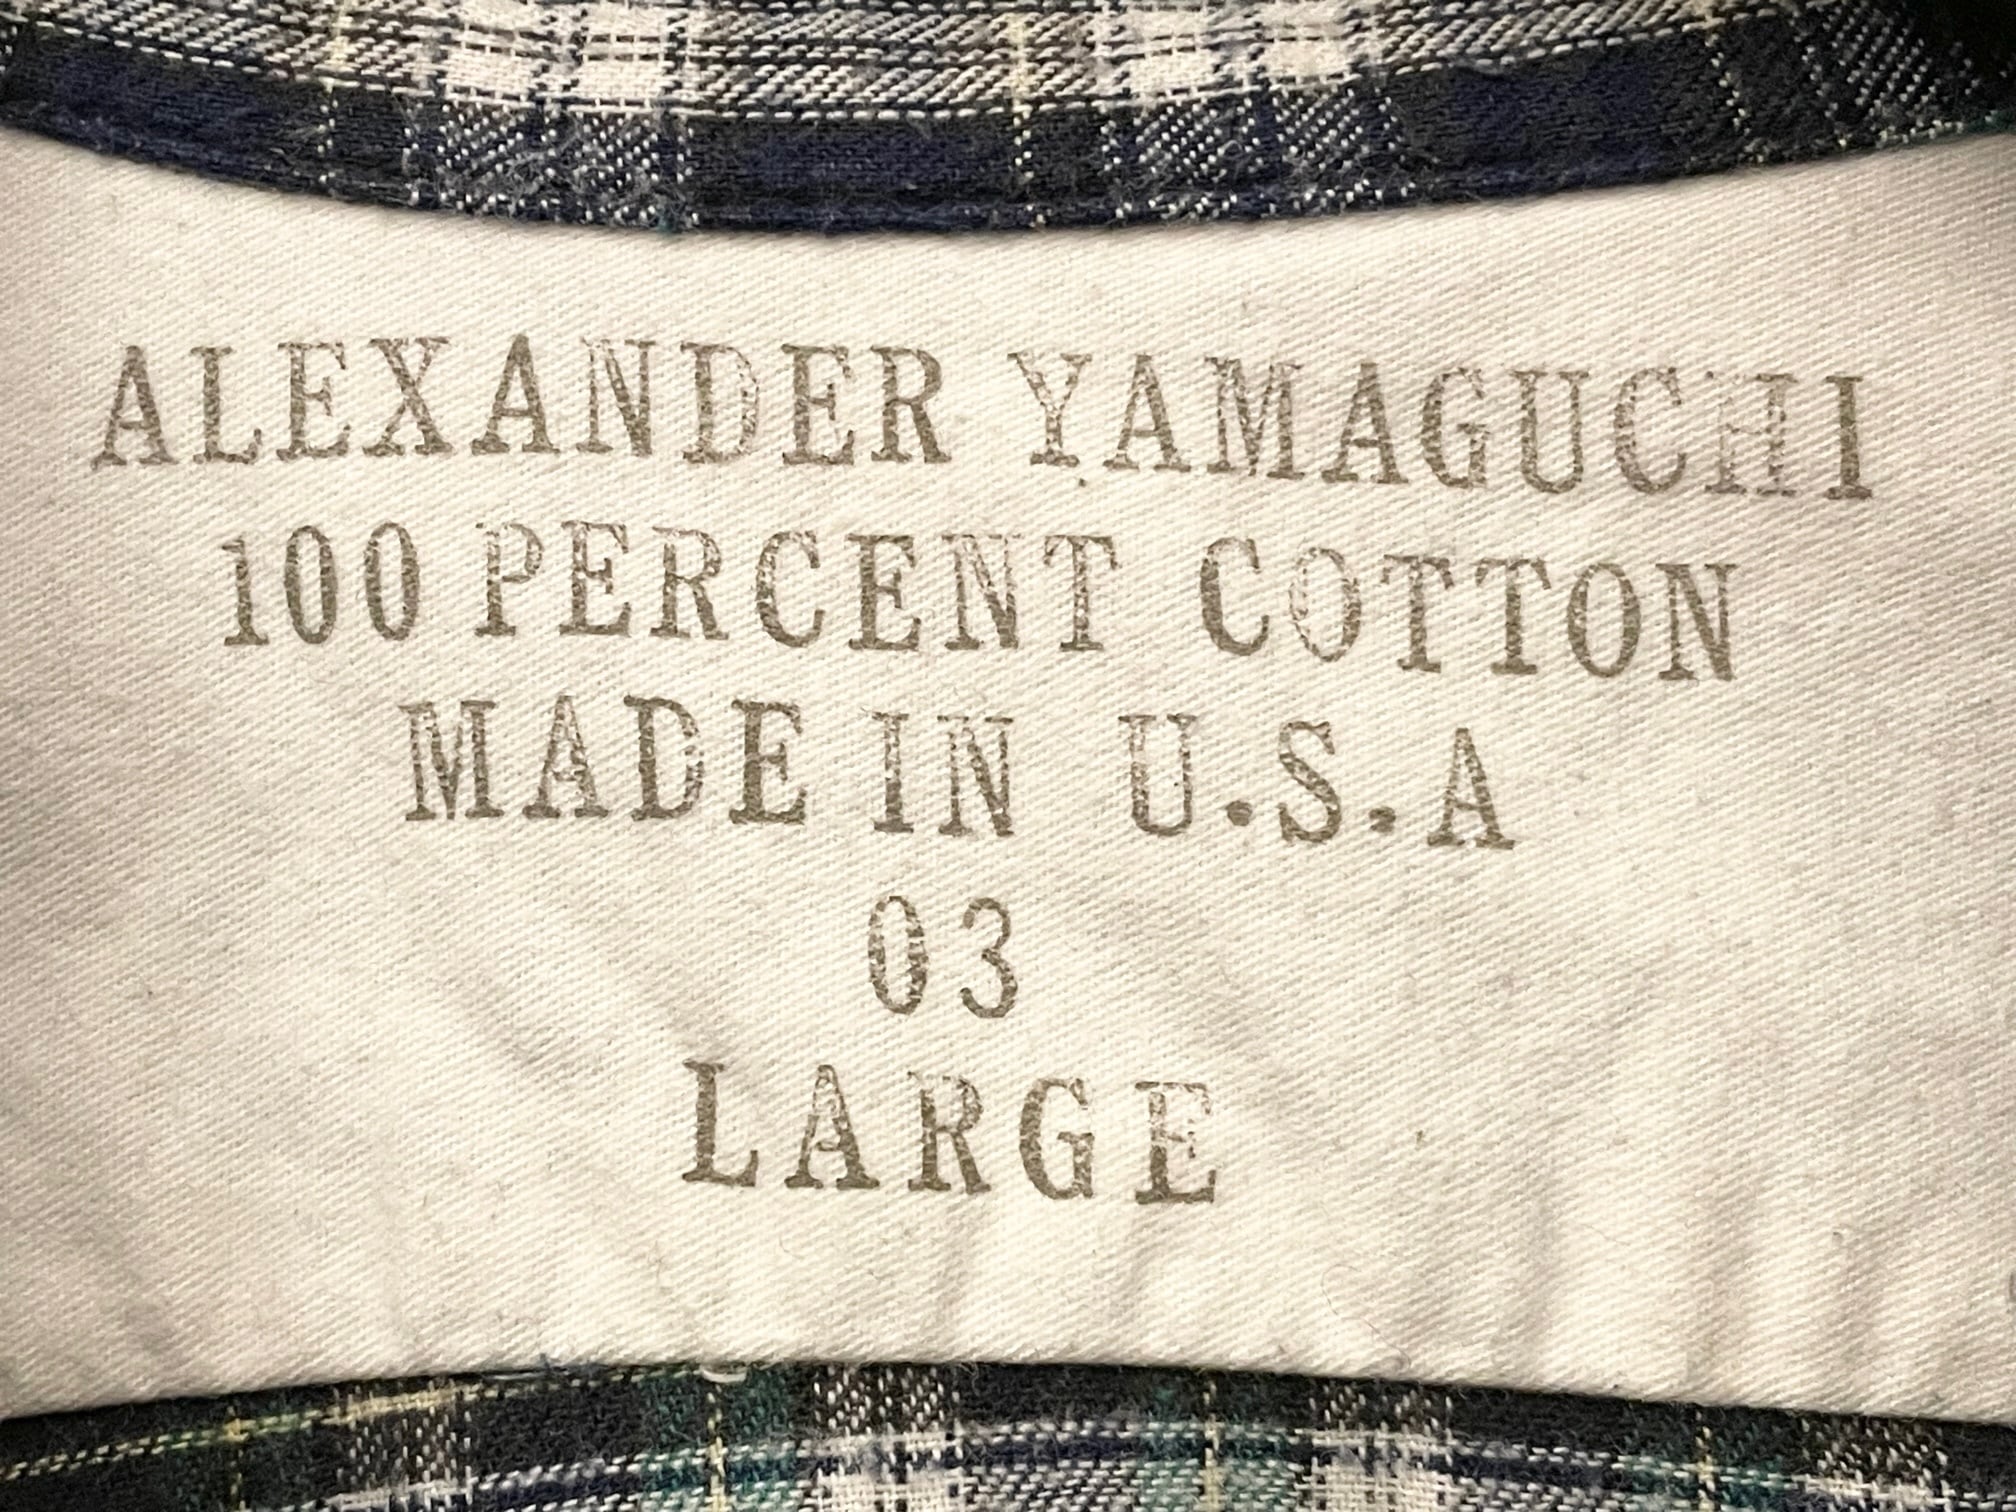 ALEXANDER YAMAGUCHI
100 PERCENT COTTON
MADE IN U.S.A
03
LARGE